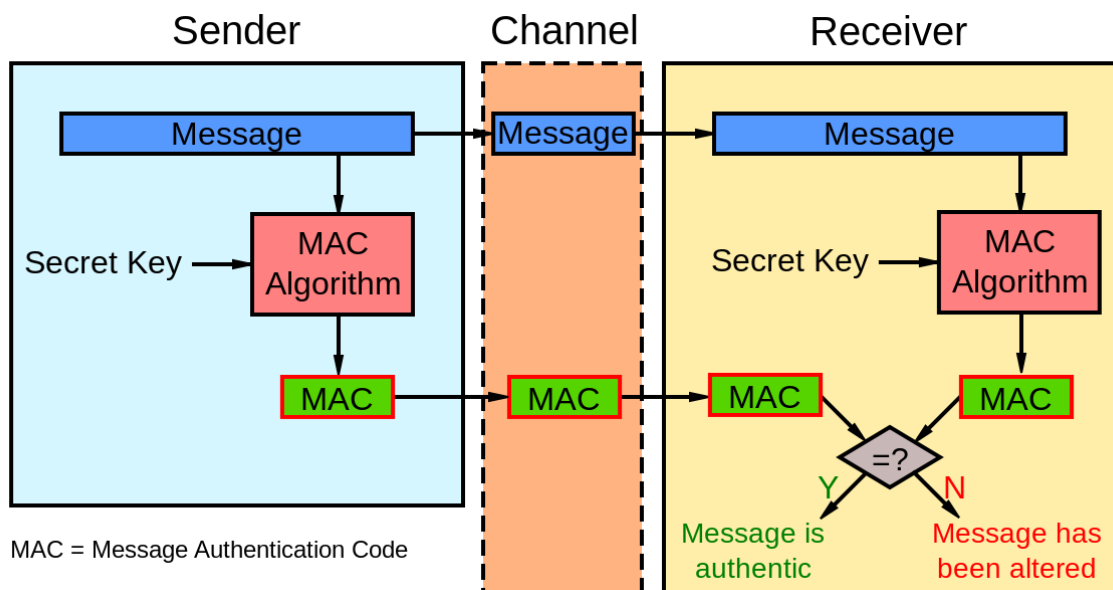 Sender
Channel
Receiver
Message
Message
Message
Secret Key
MAC
Algorithm
Secret Key
MAC
Algorithm
MAC
MAC
MAC
MAC
=?
Y
N
Message is
authentic
Message has
been altered
MAC = Message Authentication Code